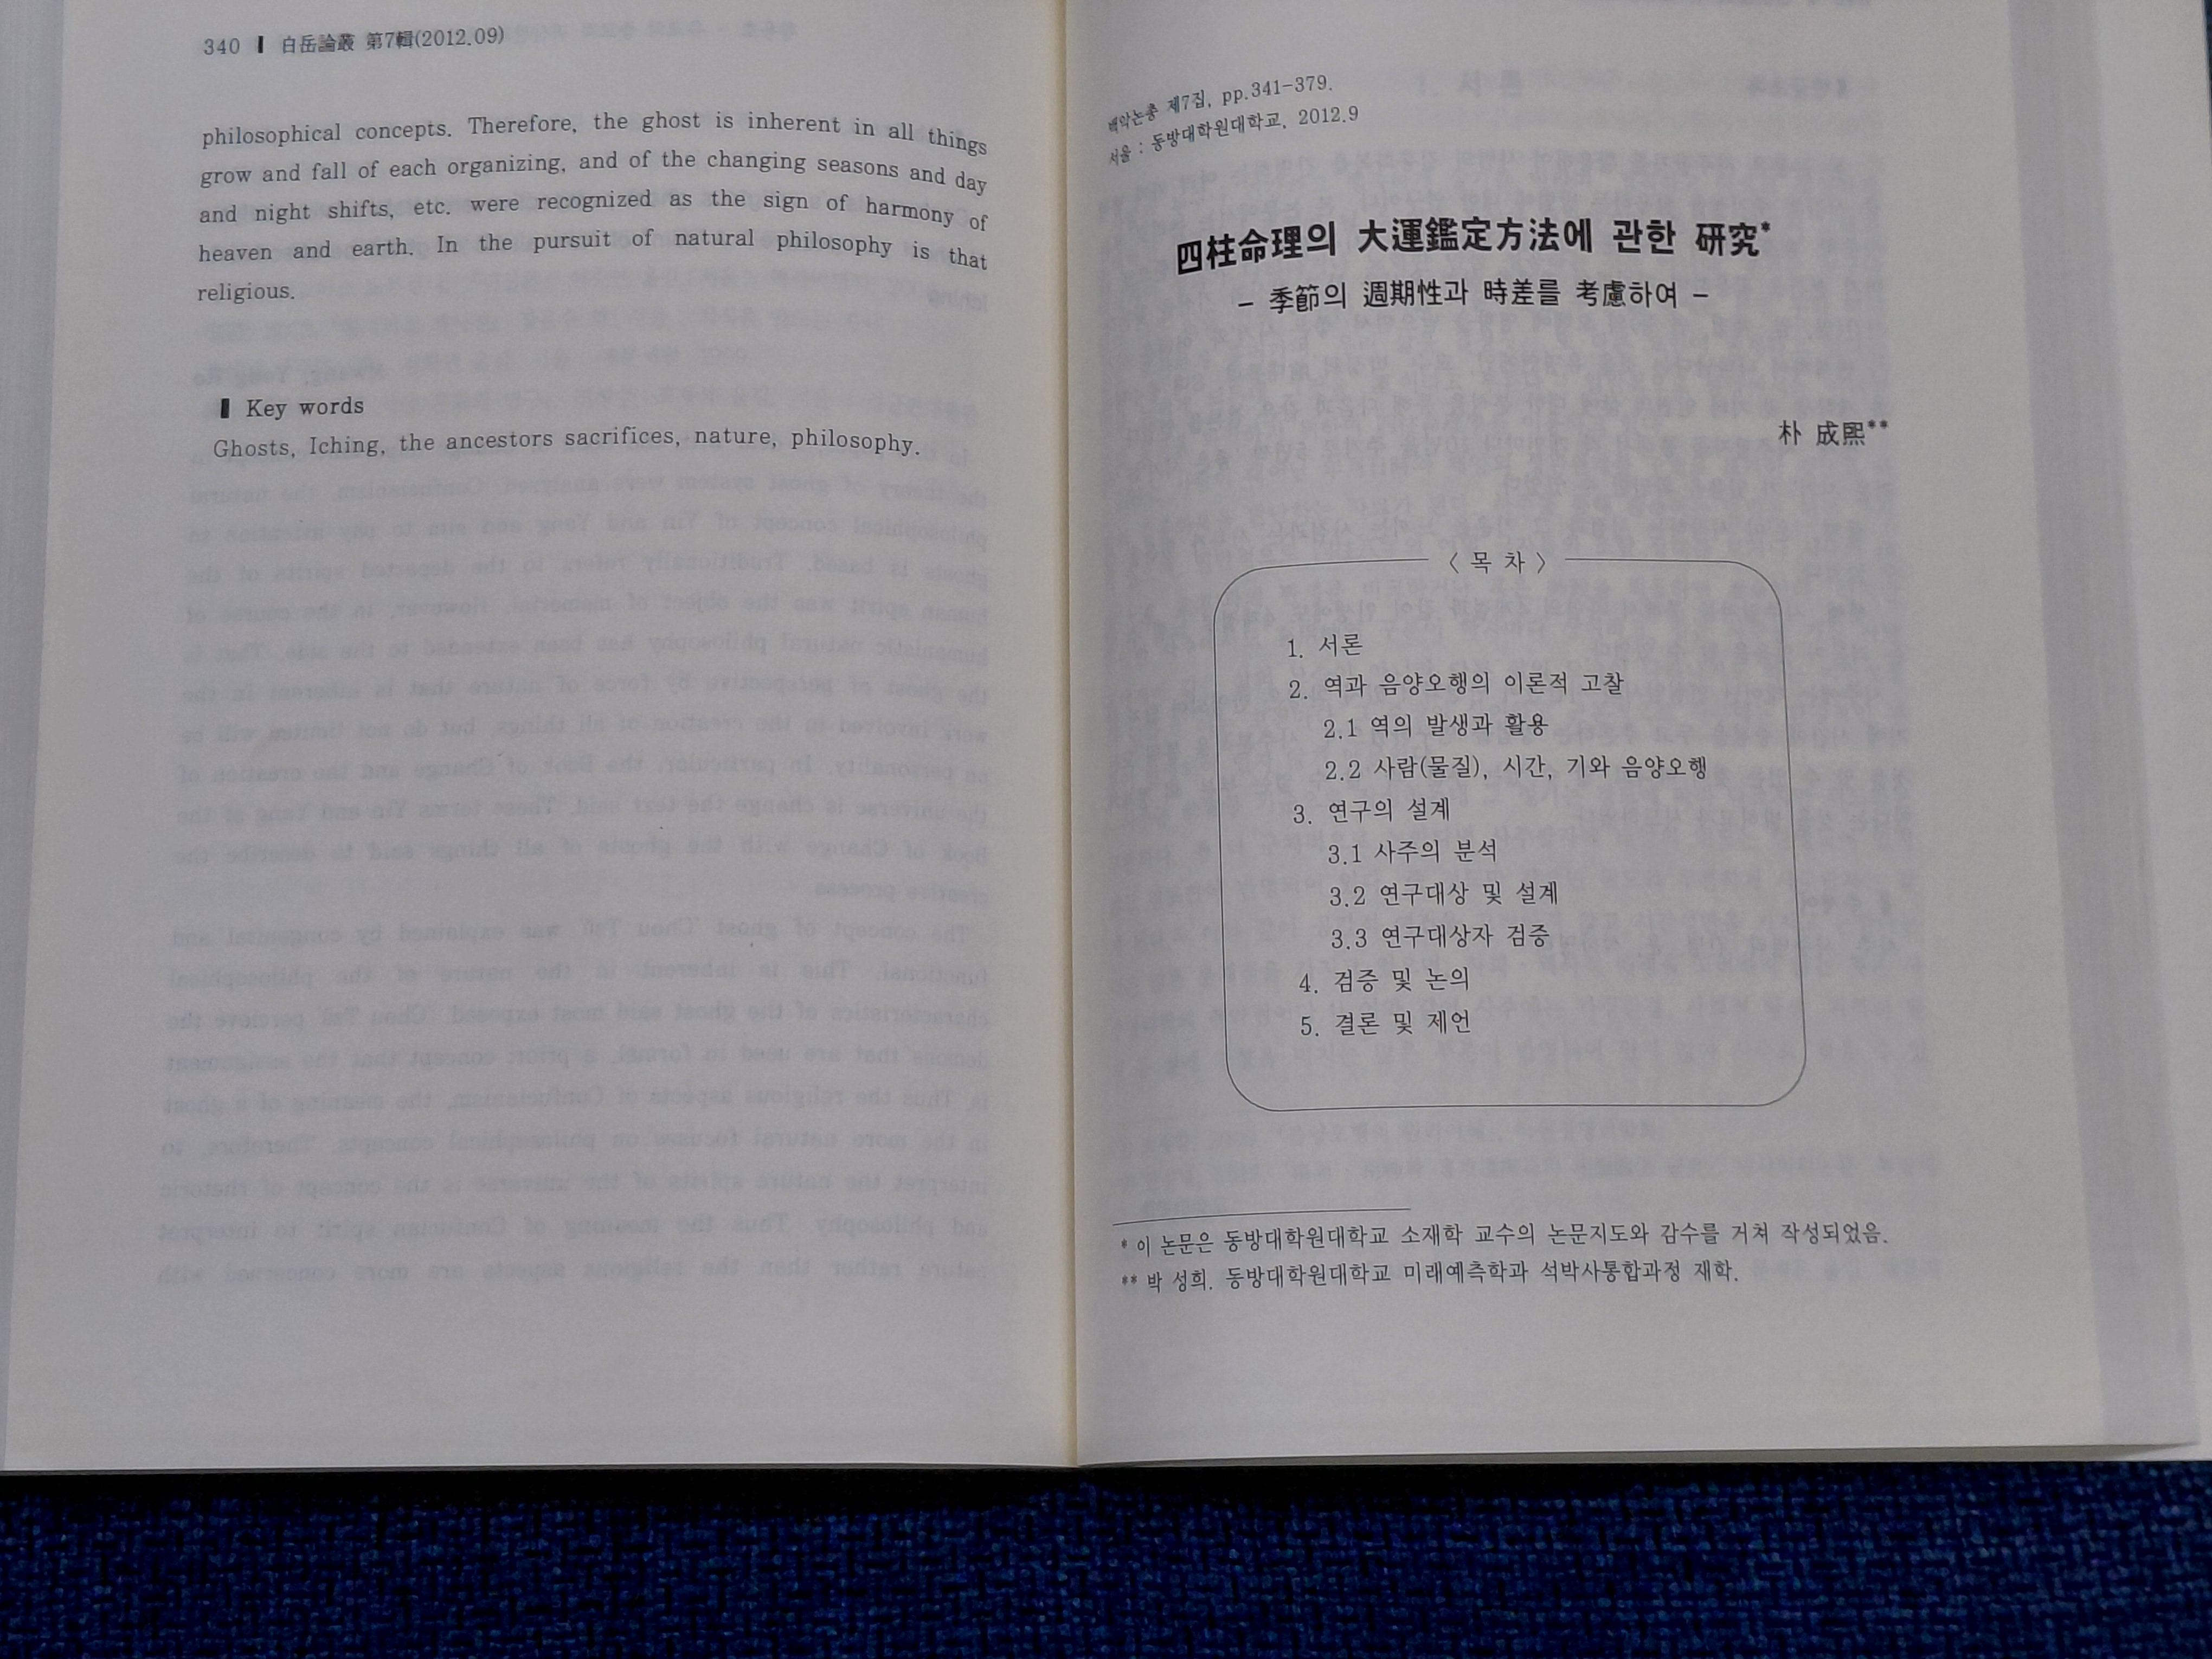 340 ▌ 白岳論叢 第7輯(2012.09)
philosophical concepts. Therefore, the ghost is inherent in all things
grow and fall of each organizing, and of the changing seasons and day
and night shifts, etc. were recognized as the sign of harmony of
heaven and earth. In the pursuit of natural philosophy is that
religious.
▌ Key words
Ghosts, Iching, the ancestors sacrifices, nature, philosophy.
백악논총 제7집, pp.341-379.
서울 : 동방대학원대학교, 2012.9
四柱命理의 大運鑑定方法에 관한 研究*
- 季節의 週期性과 時差를 考慮하여 -
朴 成熙**
〈 목 차 〉
1. 서론
2. 역과 음양오행의 이론적 고찰
2.1 역의 발생과 활용
2.2 사람(물질), 시간, 기와 음양오행
3. 연구의 설계
3.1 사주의 분석
3.2 연구대상 및 설계
3.3 연구대상자 검증
4. 검증 및 논의
5. 결론 및 제언
* 이 논문은 동방대학원대학교 소재학 교수의 논문지도와 감수를 거쳐 작성되었음.
** 박 성희. 동방대학원대학교 미래예측학과 석박사통합과정 재학.